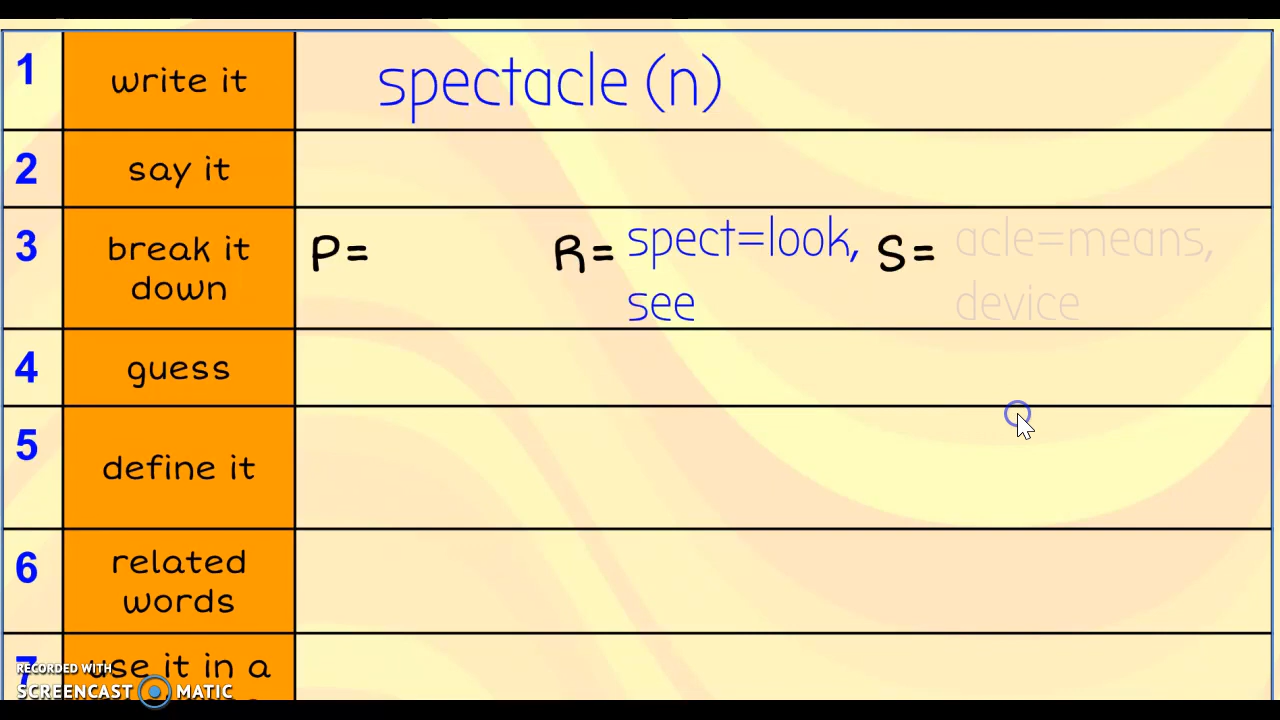 1 write it spectacle (n)
2 say it
3 break it down P= R= spect=look, see S= acle=means, device
4 guess
5 define it
6 related words
7 use it in a
RECORDED WITH
SCREENCAST MATIC